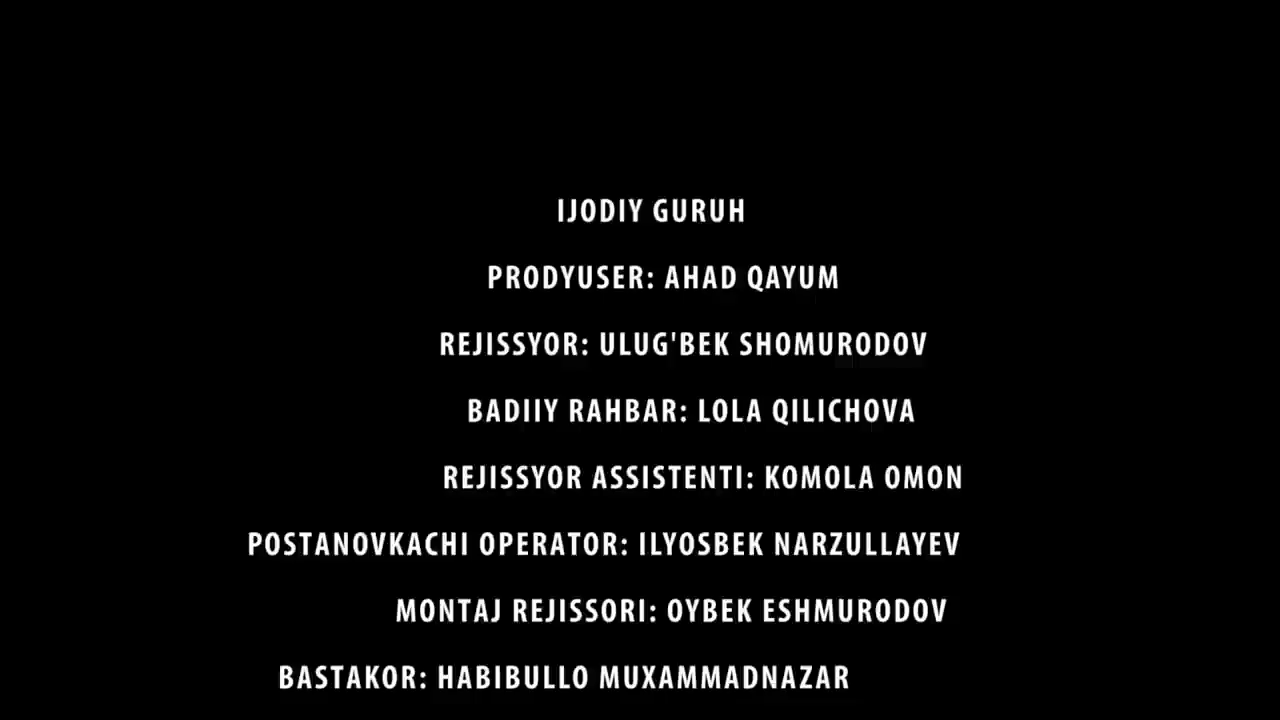 IJODIY GURUH
PRODYUSER: AHAD QAYUM
REJISSYOR: ULUG'BEK SHOMURODOV
BADIIY RAHBAR: LOLA QILICHOVA
REJISSYOR ASSISTENTI: KOMOLA OMON
POSTANOVKACHI OPERATOR: ILYOSBEK NARZULLAYEV
MONTAJ REJISSORI: OYBEK ESHMURODOV
BASTAKOR: HABIBULLO MUXAMMADNAZAR